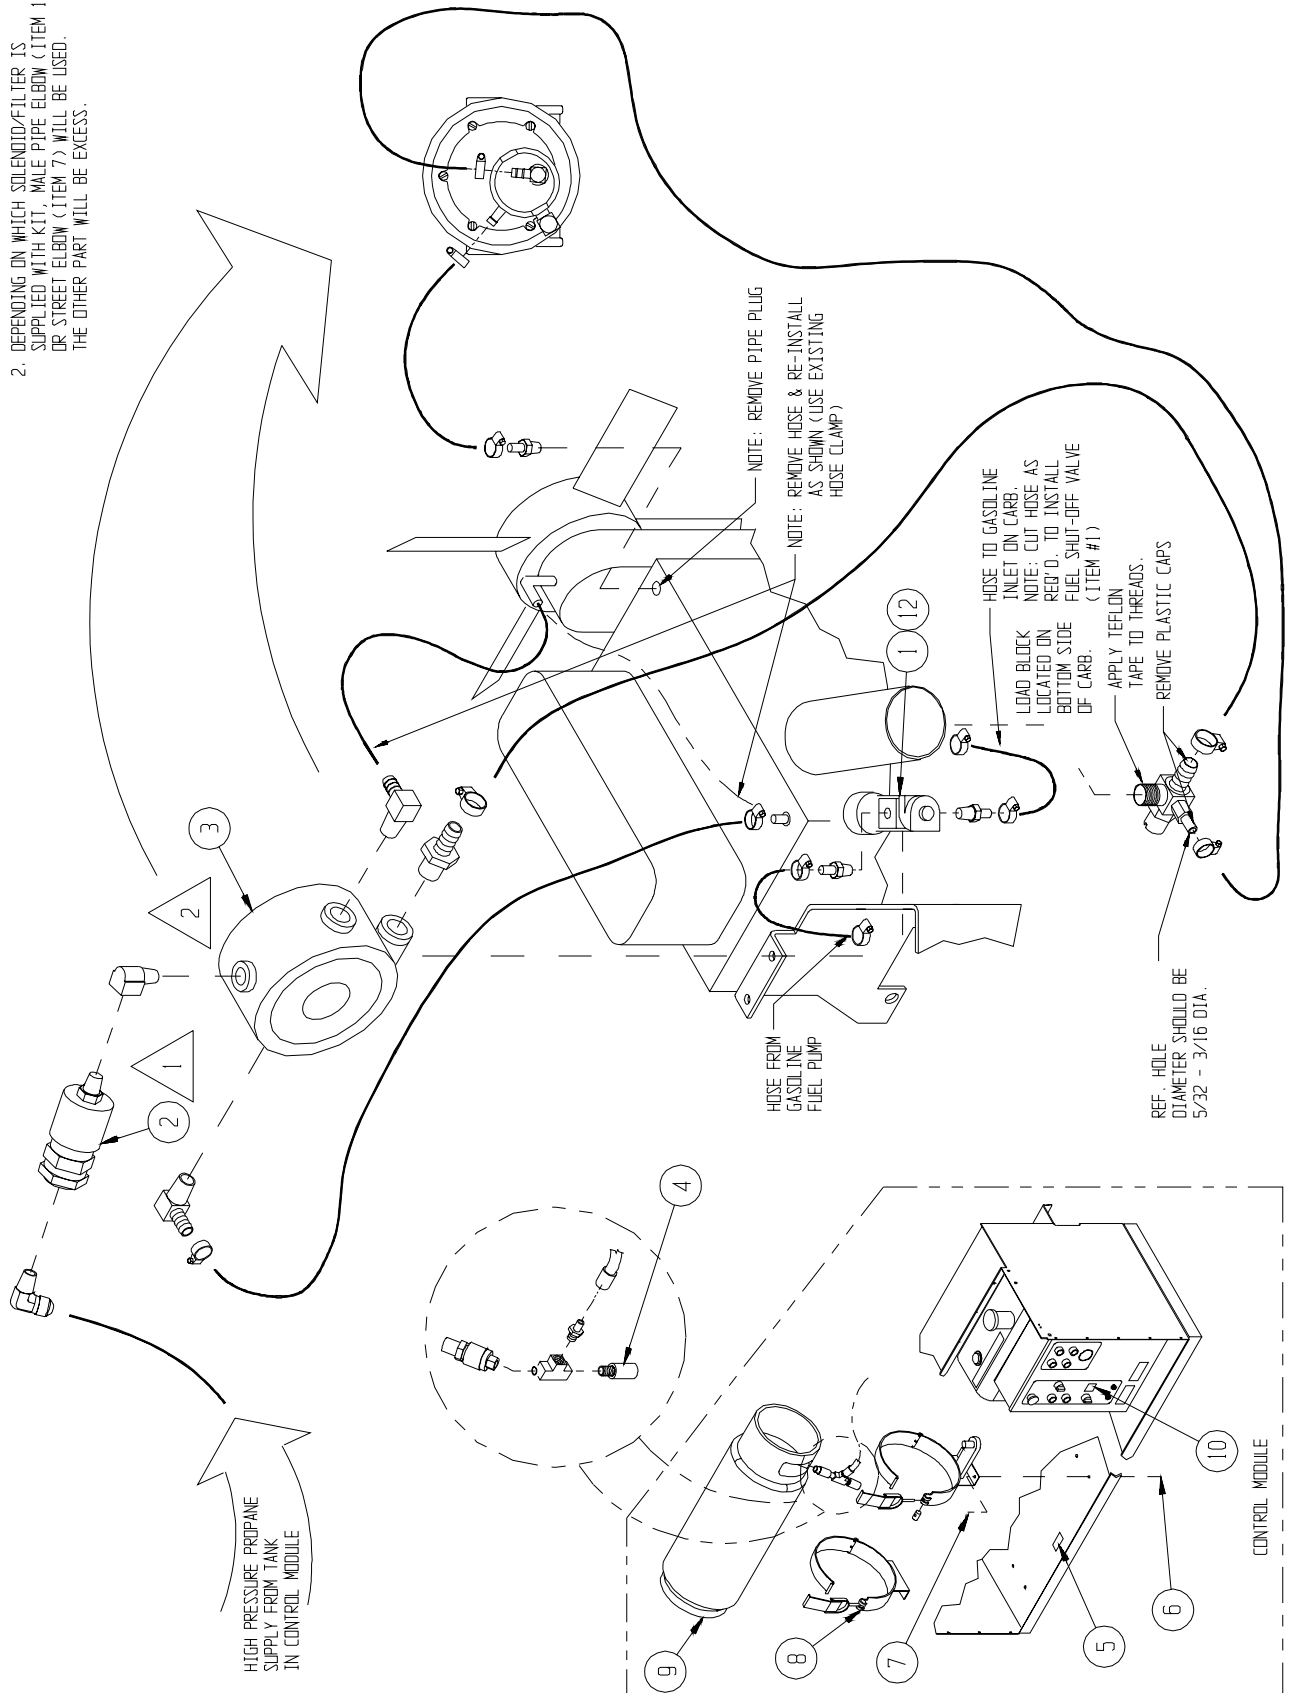 2. DEPENDING ON WHICH SOLENOID/FILTER IS
SUPPLIED WITH KIT, MALE PIPE ELBOW (ITEM 1
OR STREET ELBOW (ITEM 7) WILL BE USED.
THE OTHER PART WILL BE EXCESS.
NOTE: REMOVE PIPE PLUG
NOTE: REMOVE HOSE & RE-INSTALL
AS SHOWN (USE EXISTING
HOSE CLAMP)
HOSE TO GASOLINE
INLET ON CARB.
NOTE: CUT HOSE AS
REQ'D. TO INSTALL
FUEL SHUT-OFF VALVE
(ITEM #1)
1
12
LOAD BLOCK
LOCATED ON
BOTTOM SIDE
OF CARB.
APPLY TEFLON
TAPE TO THREADS.
REMOVE PLASTIC CAPS
3
2
1
2
HOSE FROM
GASOLINE
FUEL PUMP
REF. HOLE
DIAMETER SHOULD BE
5/32 - 3/16 DIA.
4
HIGH PRESSURE PROPANE
SUPPLY FROM TANK
IN CONTROL MODULE
9
8
7
6
5
10
CONTROL MODULE